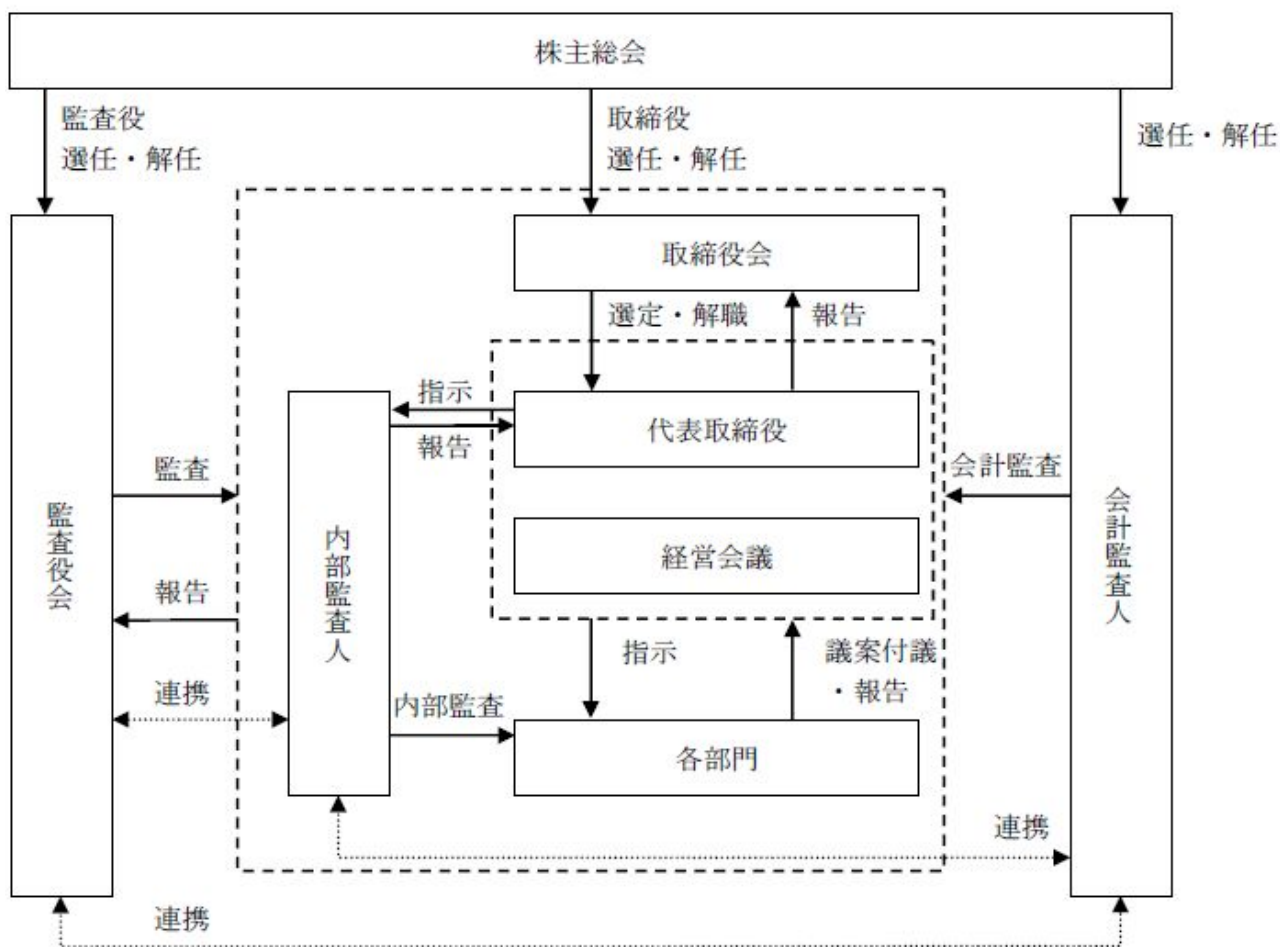 株主総会
監査役
選任・解任
取締役
選任・解任
選任・解任
取締役会
選定・解職
報告
指示
報告
代表取締役
監査
会計監査
監査役会
内部監査人
経営会議
会計監査人
報告
指示
議案付議
・報告
連携
内部監査
各部門
連携
連携